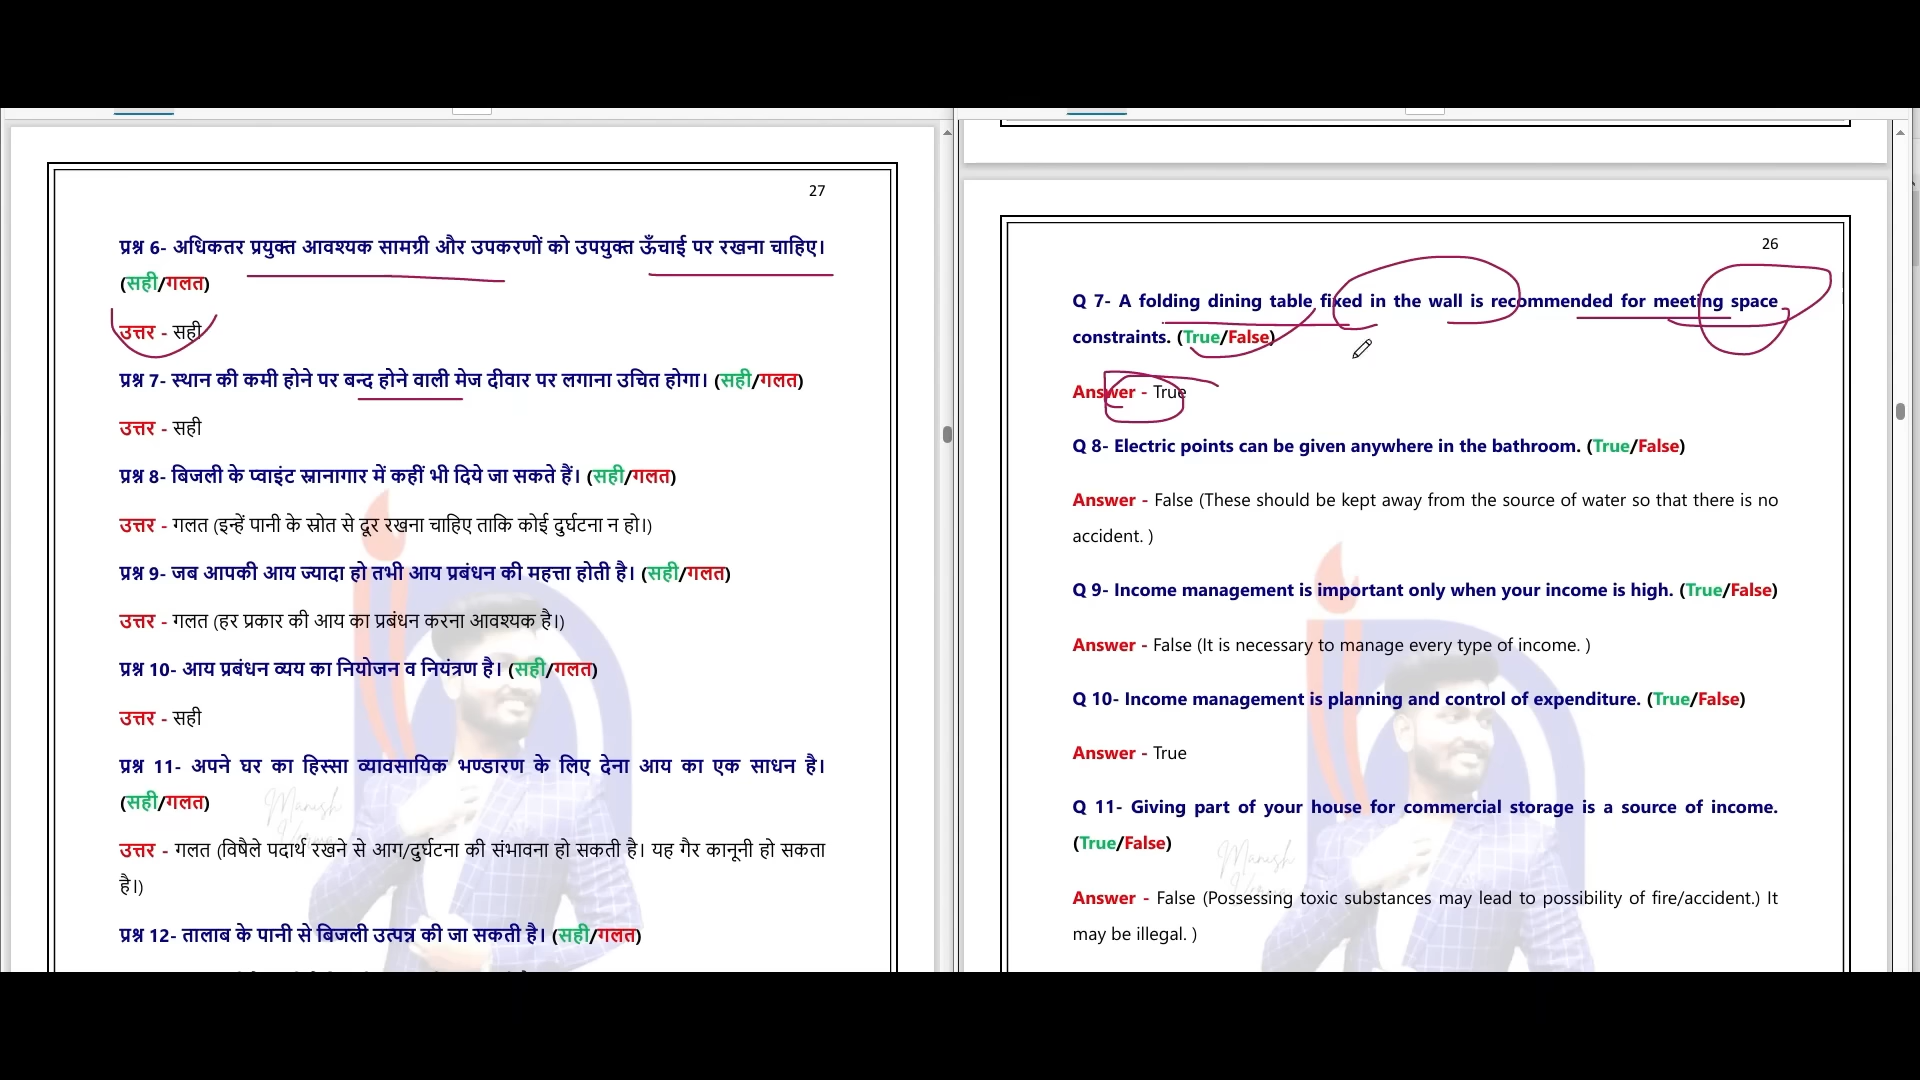 27
प्रश्न 6- अधिकतर प्रयुक्त आवश्यक सामग्री और उपकरणों को उपयुक्त ऊँचाई पर रखना चाहिए।
(सही/गलत)
उत्तर - सही
प्रश्न 7- स्थान की कमी होने पर बन्द होने वाली मेज दीवार पर लगाना उचित होगा। (सही/गलत)
उत्तर - सही
प्रश्न 8- बिजली के प्वाइंट स्नानागार में कहीं भी दिये जा सकते हैं। (सही/गलत)
उत्तर - गलत (इन्हें पानी के स्रोत से दूर रखना चाहिए ताकि कोई दुर्घटना न हो।)
प्रश्न 9- जब आपकी आय ज्यादा हो तभी आय प्रबंधन की महत्ता होती है। (सही/गलत)
उत्तर - गलत (हर प्रकार की आय का प्रबंधन करना आवश्यक है।)
प्रश्न 10- आय प्रबंधन व्यय का नियोजन व नियंत्रण है। (सही/गलत)
उत्तर - सही
प्रश्न 11- अपने घर का हिस्सा व्यावसायिक भण्डारण के लिए देना आय का एक साधन है।
(सही/गलत)
उत्तर - गलत (विषैले पदार्थ रखने से आग/दुर्घटना की संभावना हो सकती है। यह गैर कानूनी हो सकता
है।)
प्रश्न 12- तालाब के पानी से बिजली उत्पन्न की जा सकती है। (सही/गलत)
Manish
26
Q 7- A folding dining table fixed in the wall is recommended for meeting space
constraints. (True/False)
Answer - True
Q 8- Electric points can be given anywhere in the bathroom. (True/False)
Answer - False (These should be kept away from the source of water so that there is no
accident. )
Q 9- Income management is important only when your income is high. (True/False)
Answer - False (It is necessary to manage every type of income. )
Q 10- Income management is planning and control of expenditure. (True/False)
Answer - True
Q 11- Giving part of your house for commercial storage is a source of income.
(True/False)
Answer - False (Possessing toxic substances may lead to possibility of fire/accident.) It
may be illegal. )
Manish